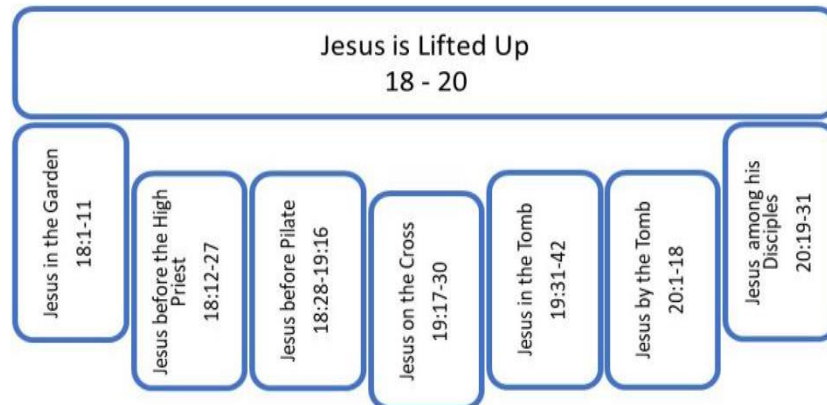 Jesus is Lifted Up
18 - 20
Jesus in the Garden
18:1-11
Jesus before the High
Priest
18:12-27
Jesus before Pilate
18:28-19:16
Jesus on the Cross
19:17-30
Jesus in the Tomb
19:31-42
Jesus by the Tomb
20:1-18
Jesus among his
Disciples
20:19-31